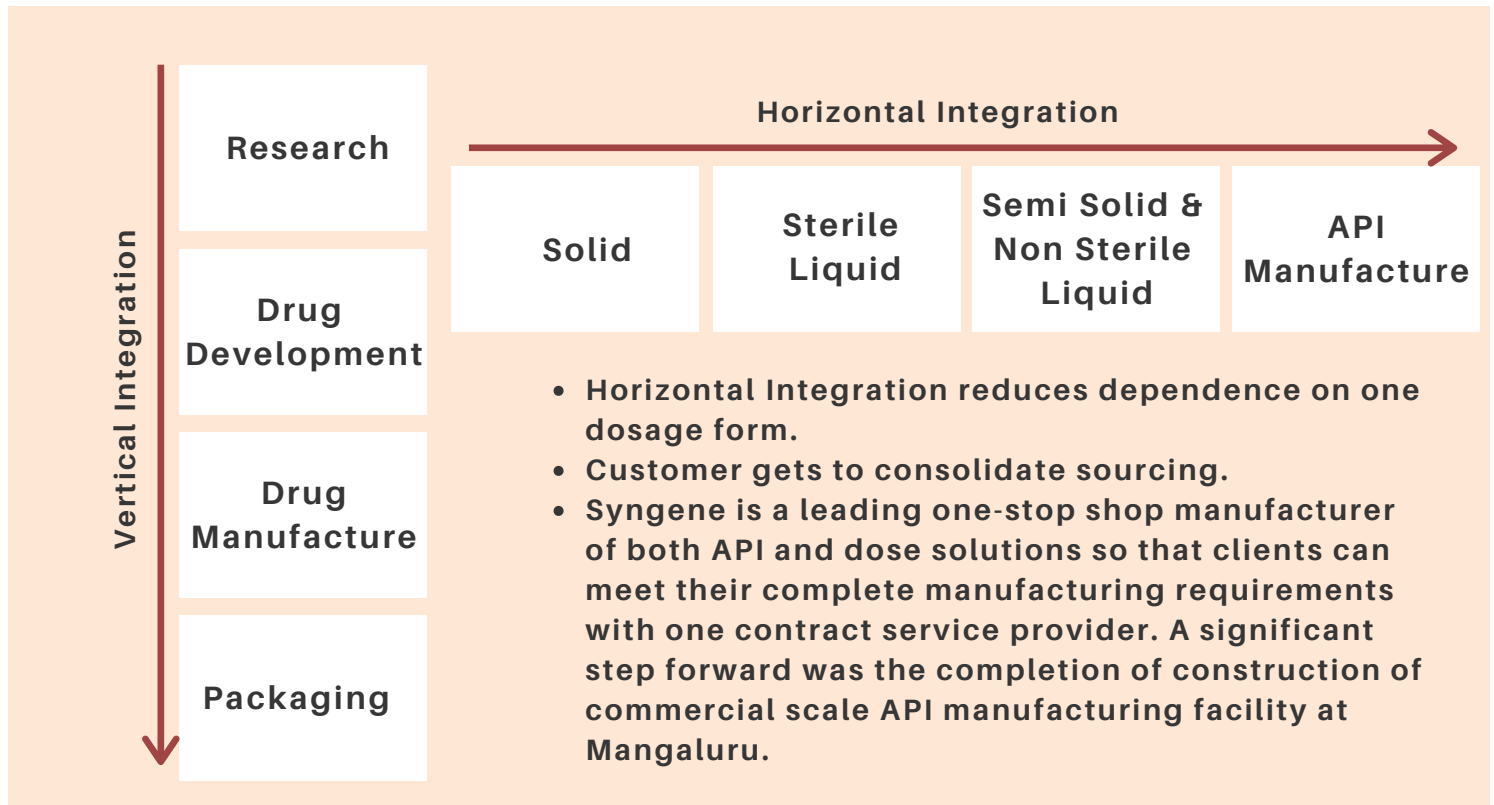 Vertical Integration
Research
Drug
Development
Drug
Manufacture
Packaging
Horizontal Integration
Solid
Sterile
Liquid
Semi Solid &
Non Sterile
Liquid
API
Manufacture
• Horizontal Integration reduces dependence on one
dosage form.
• Customer gets to consolidate sourcing.
• Syngene is a leading one-stop shop manufacturer
of both API and dose solutions so that clients can
meet their complete manufacturing requirements
with one contract service provider. A significant
step forward was the completion of construction of
commercial scale API manufacturing facility at
Mangaluru.